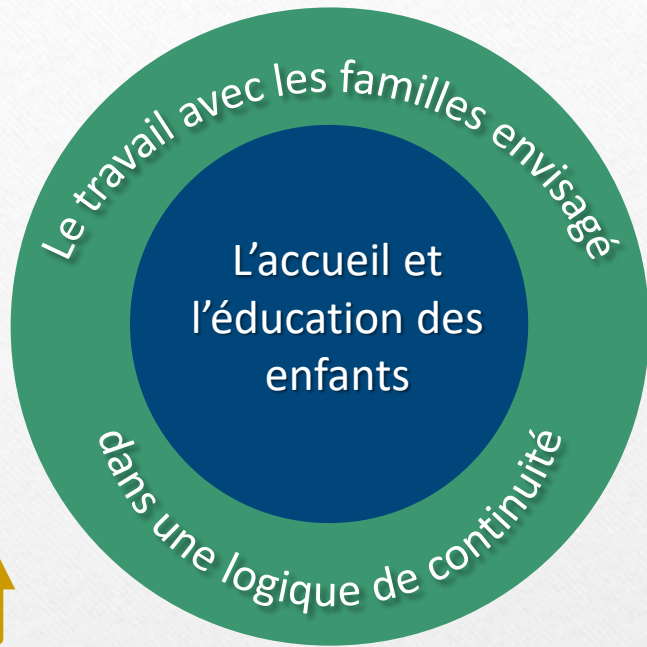 Le travail avec les familles envisagé
L’accueil et
l’éducation des
enfants
dans une logique de continuité